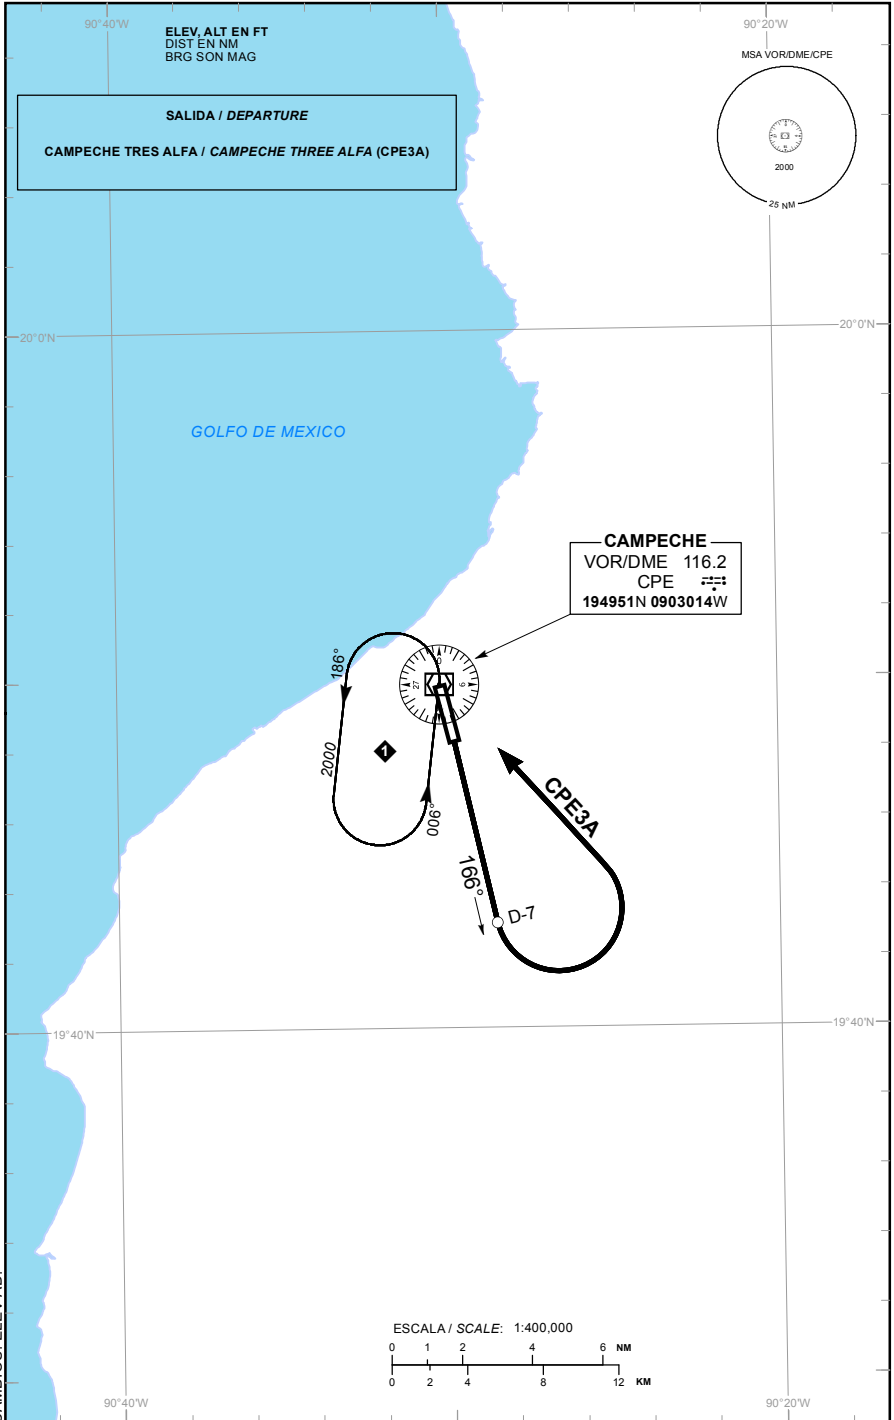 90°40'W
90°20'W
ELEV, ALT EN FT
DIST EN NM
BRG SON MAG
MSA VOR/DME/CPE
2000
25 NM
SALIDA / DEPARTURE
CAMPECHE TRES ALFA / CAMPECHE THREE ALFA (CPE3A)
20°0'N
20°0'N
GOLFO DE MEXICO
CAMPECHE
VOR/DME 116.2
CPE
194951N 0903014W
186°
0
27
9
2000
1
006°
CPE3A
166°
D-7
19°40'N
19°40'N
ESCALA / SCALE: 1:400,000
0 1 2 4 6 NM
0 2 4 8 12 KM
90°40'W
90°20'W